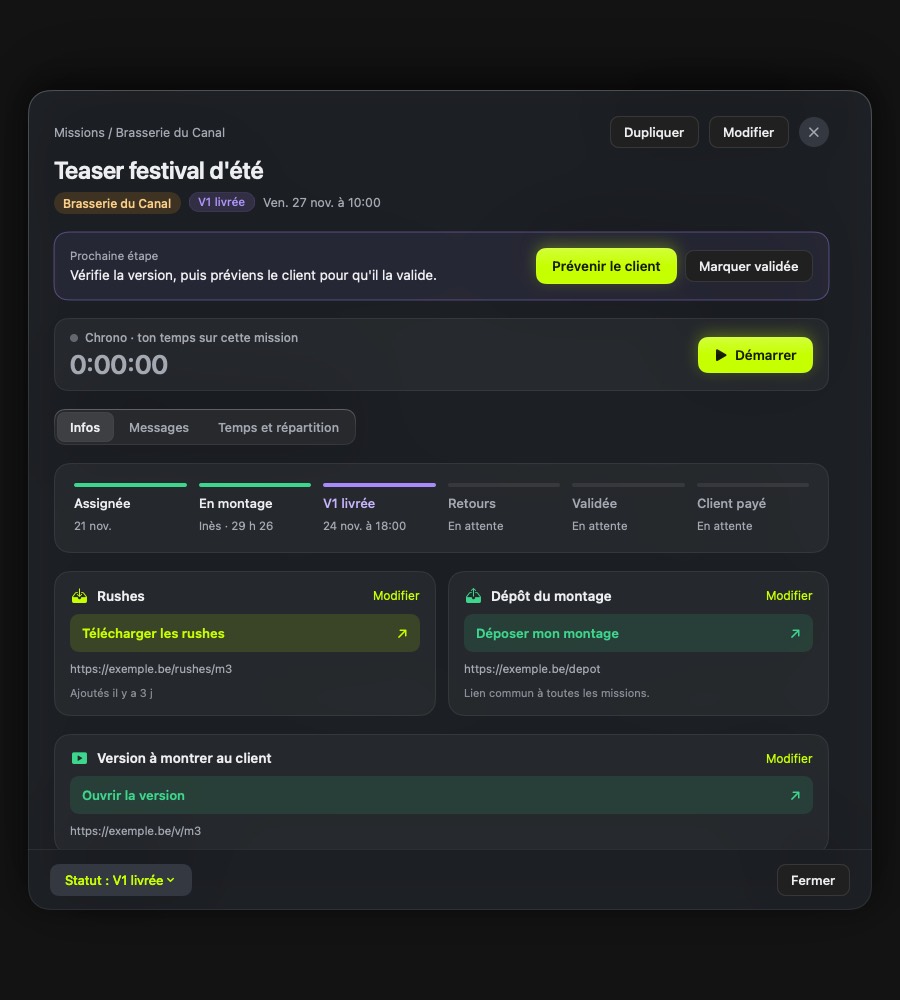 Missions / Brasserie du Canal
Dupliquer
Modifier
Teaser festival d'été
Brasserie du Canal
V1 livrée
Ven. 27 nov. à 10:00
Prochaine étape
Vérifie la version, puis préviens le client pour qu'il la valide.
Prévenir le client
Marquer validée
Chrono · ton temps sur cette mission
0:00:00
Démarrer
Infos
Messages
Temps et répartition
Assignée
21 nov.
En montage
Inès · 29 h 26
V1 livrée
24 nov. à 18:00
Retours
En attente
Validée
En attente
Client payé
En attente
Rushes
Modifier
Télécharger les rushes
https://exemple.be/rushes/m3
Ajoutés il y a 3 j
Dépôt du montage
Modifier
Déposer mon montage
https://exemple.be/depot
Lien commun à toutes les missions.
Version à montrer au client
Modifier
Ouvrir la version
https://exemple.be/v/m3
Statut : V1 livrée
Fermer